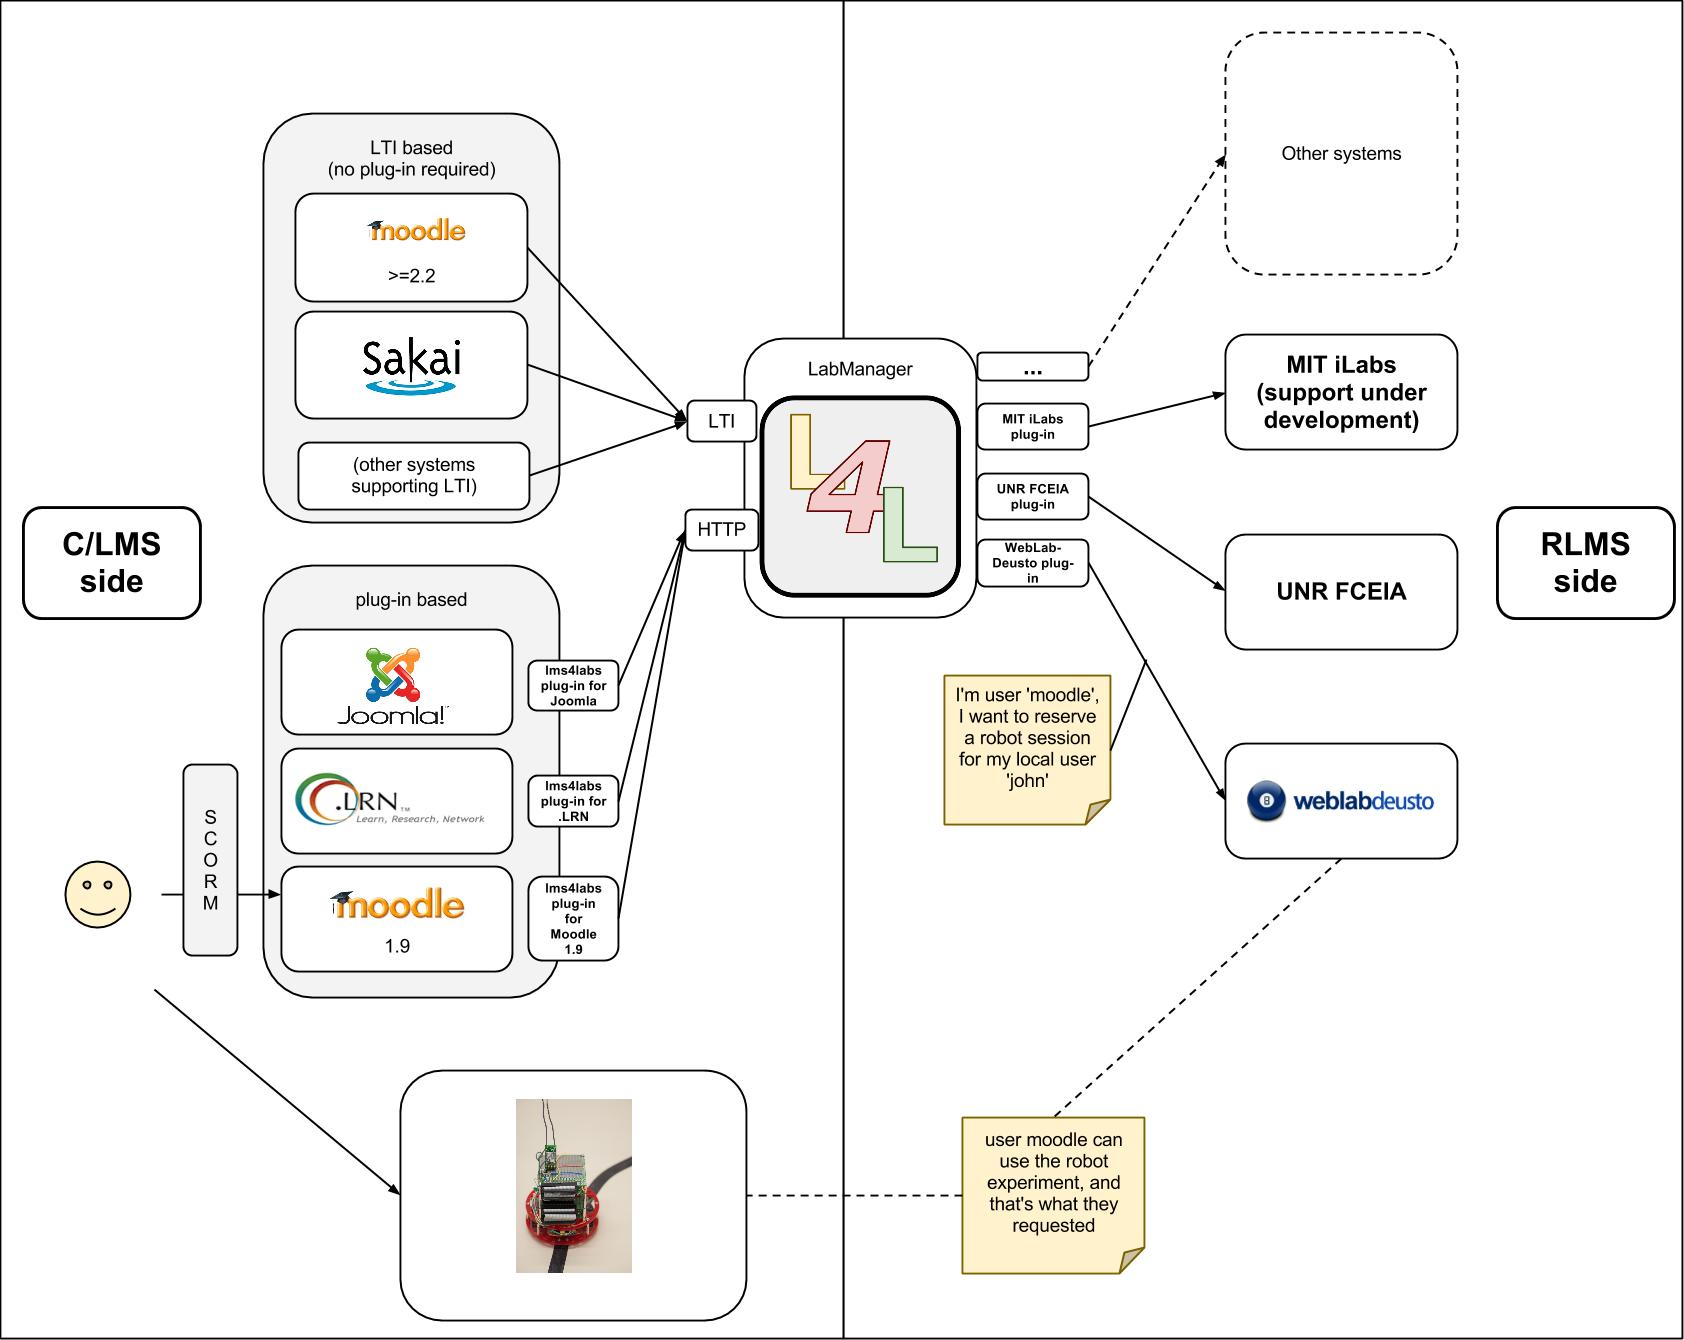 LTI based
(no plug-in required)
moodle
>=2.2
Sakai
(other systems
supporting LTI)
C/LMS
side
plug-in based
Joomla!
lms4labs
plug-in for
Joomla
.LRN
Learn, Research, Network
lms4labs
plug-in for
.LRN
S
C
O
R
M
moodle
1.9
lms4labs
plug-in
for
Moodle
1.9
LTI
HTTP
LabManager
L
4
L
...
MIT iLabs
plug-in
UNR FCEIA
plug-in
WebLab-
Deusto plug-
in
Other systems
MIT iLabs
(support under
development)
UNR FCEIA
RLMS
side
I'm user 'moodle',
I want to reserve
a robot session
for my local user
'john'
8
weblabdeusto
user moodle can
use the robot
experiment, and
that's what they
requested